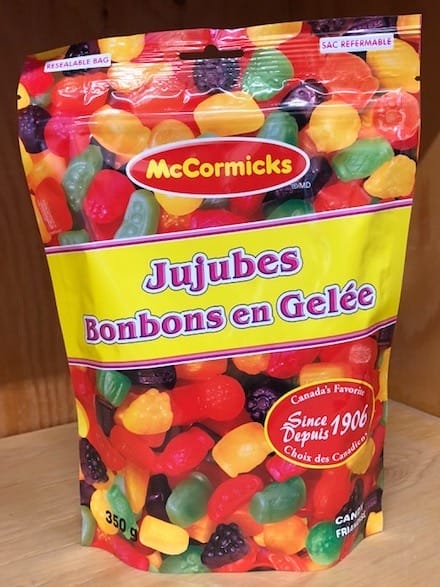 RESEALABLE BAG
SAC REFERMABLE
McCormicks
®MD
Jujubes
Bonbons en Gelée
Canada's Favorite
Since
Depuis 1906
Choix des Canadiens
350 g
CANDY